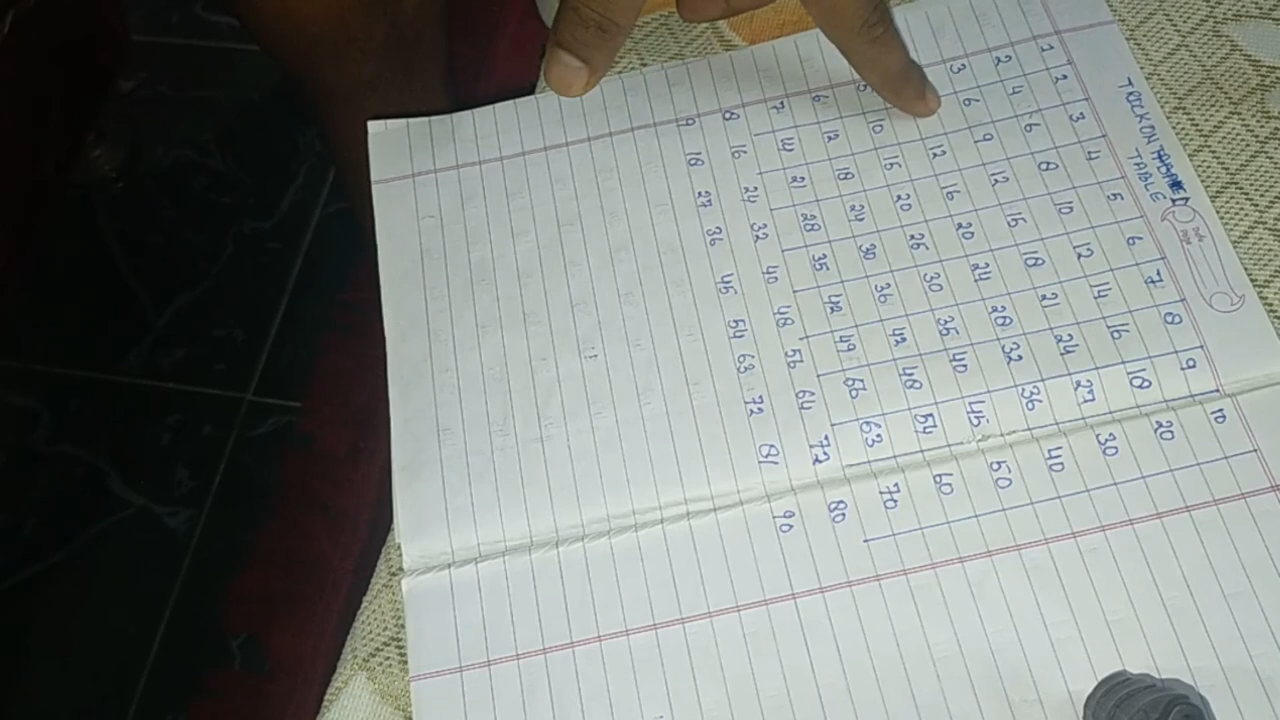 TRICK ON
TABLE
Date
Page
1 2 3 4 5 6 7 8 9 10
2 4 6 8 10 12 14 16 18 20
3 6 9 12 15 18 21 24 27 30
12 16 20 24 28 32 36 40
5 10 15 20 25 30 35 40 45 50
6 12 18 24 30 36 42 48 54 60
7 14 21 28 35 42 49 56 63 70
8 16 24 32 40 48 56 64 72 80
9 18 27 36 45 54 63 72 81 90